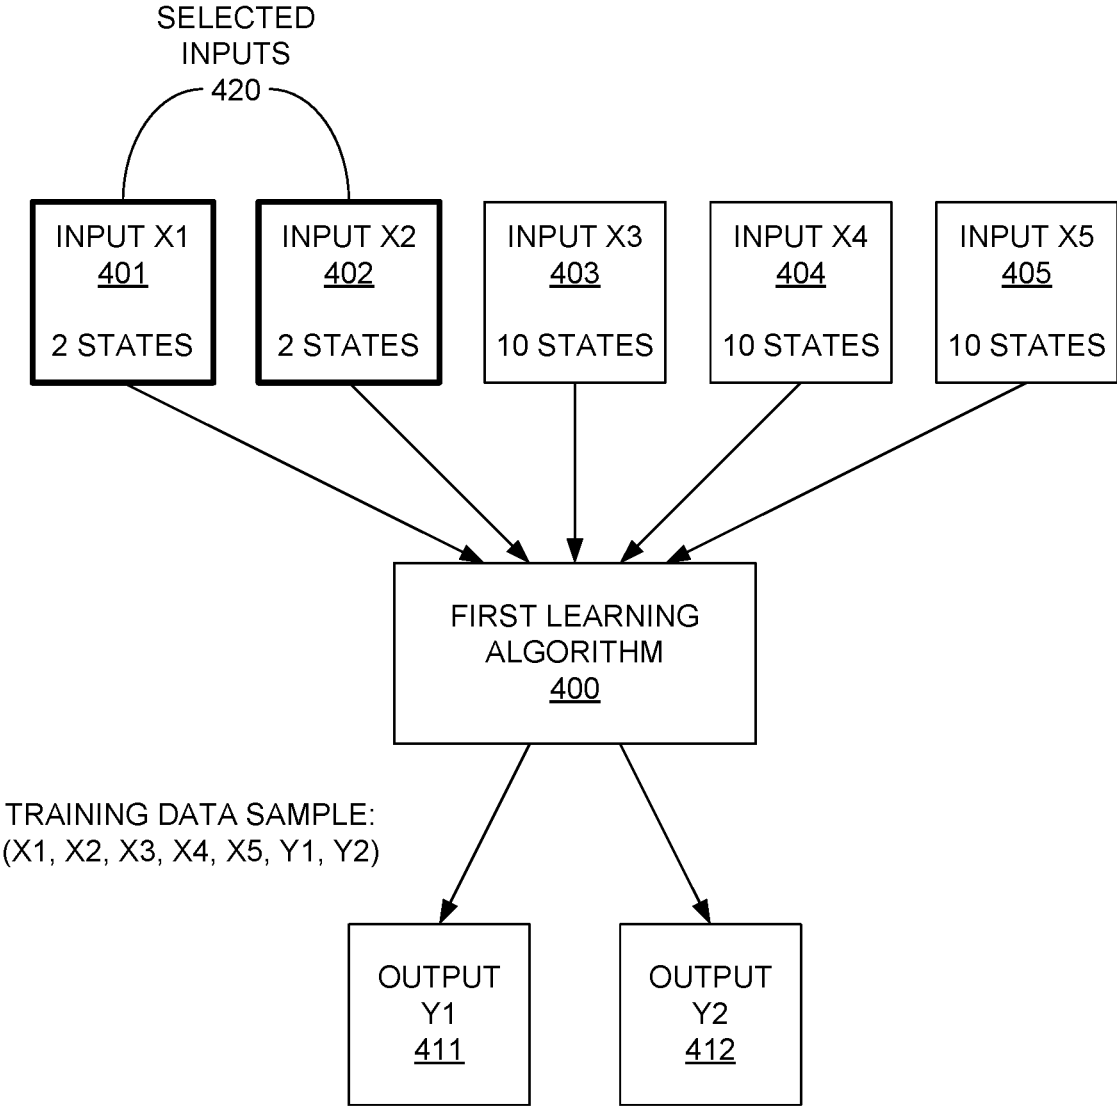 SELECTED
INPUTS
420
INPUT X1
401
2 STATES
INPUT X2
402
2 STATES
INPUT X3
403
10 STATES
INPUT X4
404
10 STATES
INPUT X5
405
10 STATES
FIRST LEARNING
ALGORITHM
400
TRAINING DATA SAMPLE:
(X1, X2, X3, X4, X5, Y1, Y2)
OUTPUT
Y1
411
OUTPUT
Y2
412